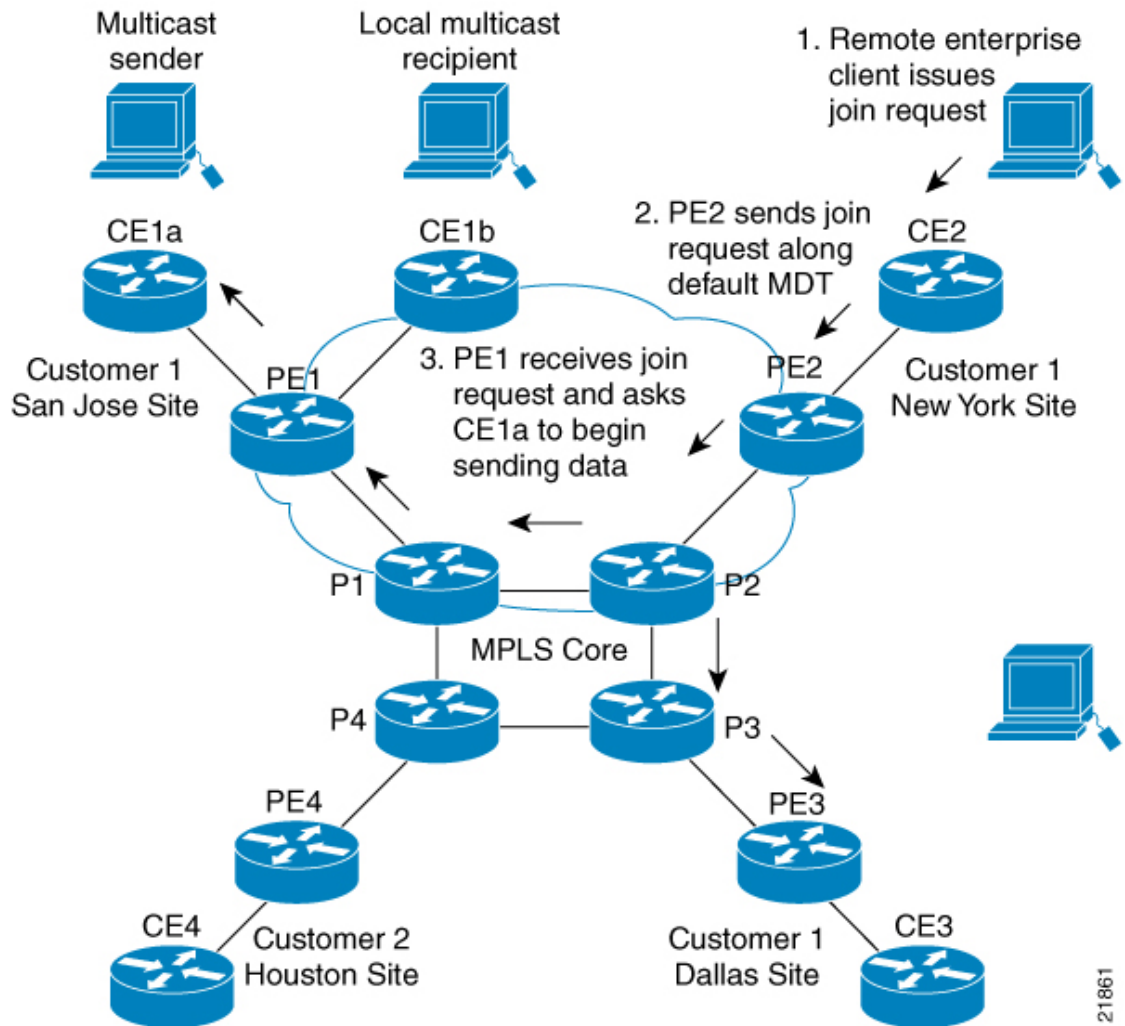 Multicast
sender
Local multicast
recipient
1. Remote enterprise
client issues
join request
CE1a
CE1b
2. PE2 sends join
request along
default MDT
CE2
Customer 1
San Jose Site
PE1
3. PE1 receives join
request and asks
CE1a to begin
sending data
PE2
Customer 1
New York Site
P1
P2
MPLS Core
P4
P3
PE4
PE3
CE4
Customer 2
Houston Site
Customer 1
Dallas Site
CE3
21861